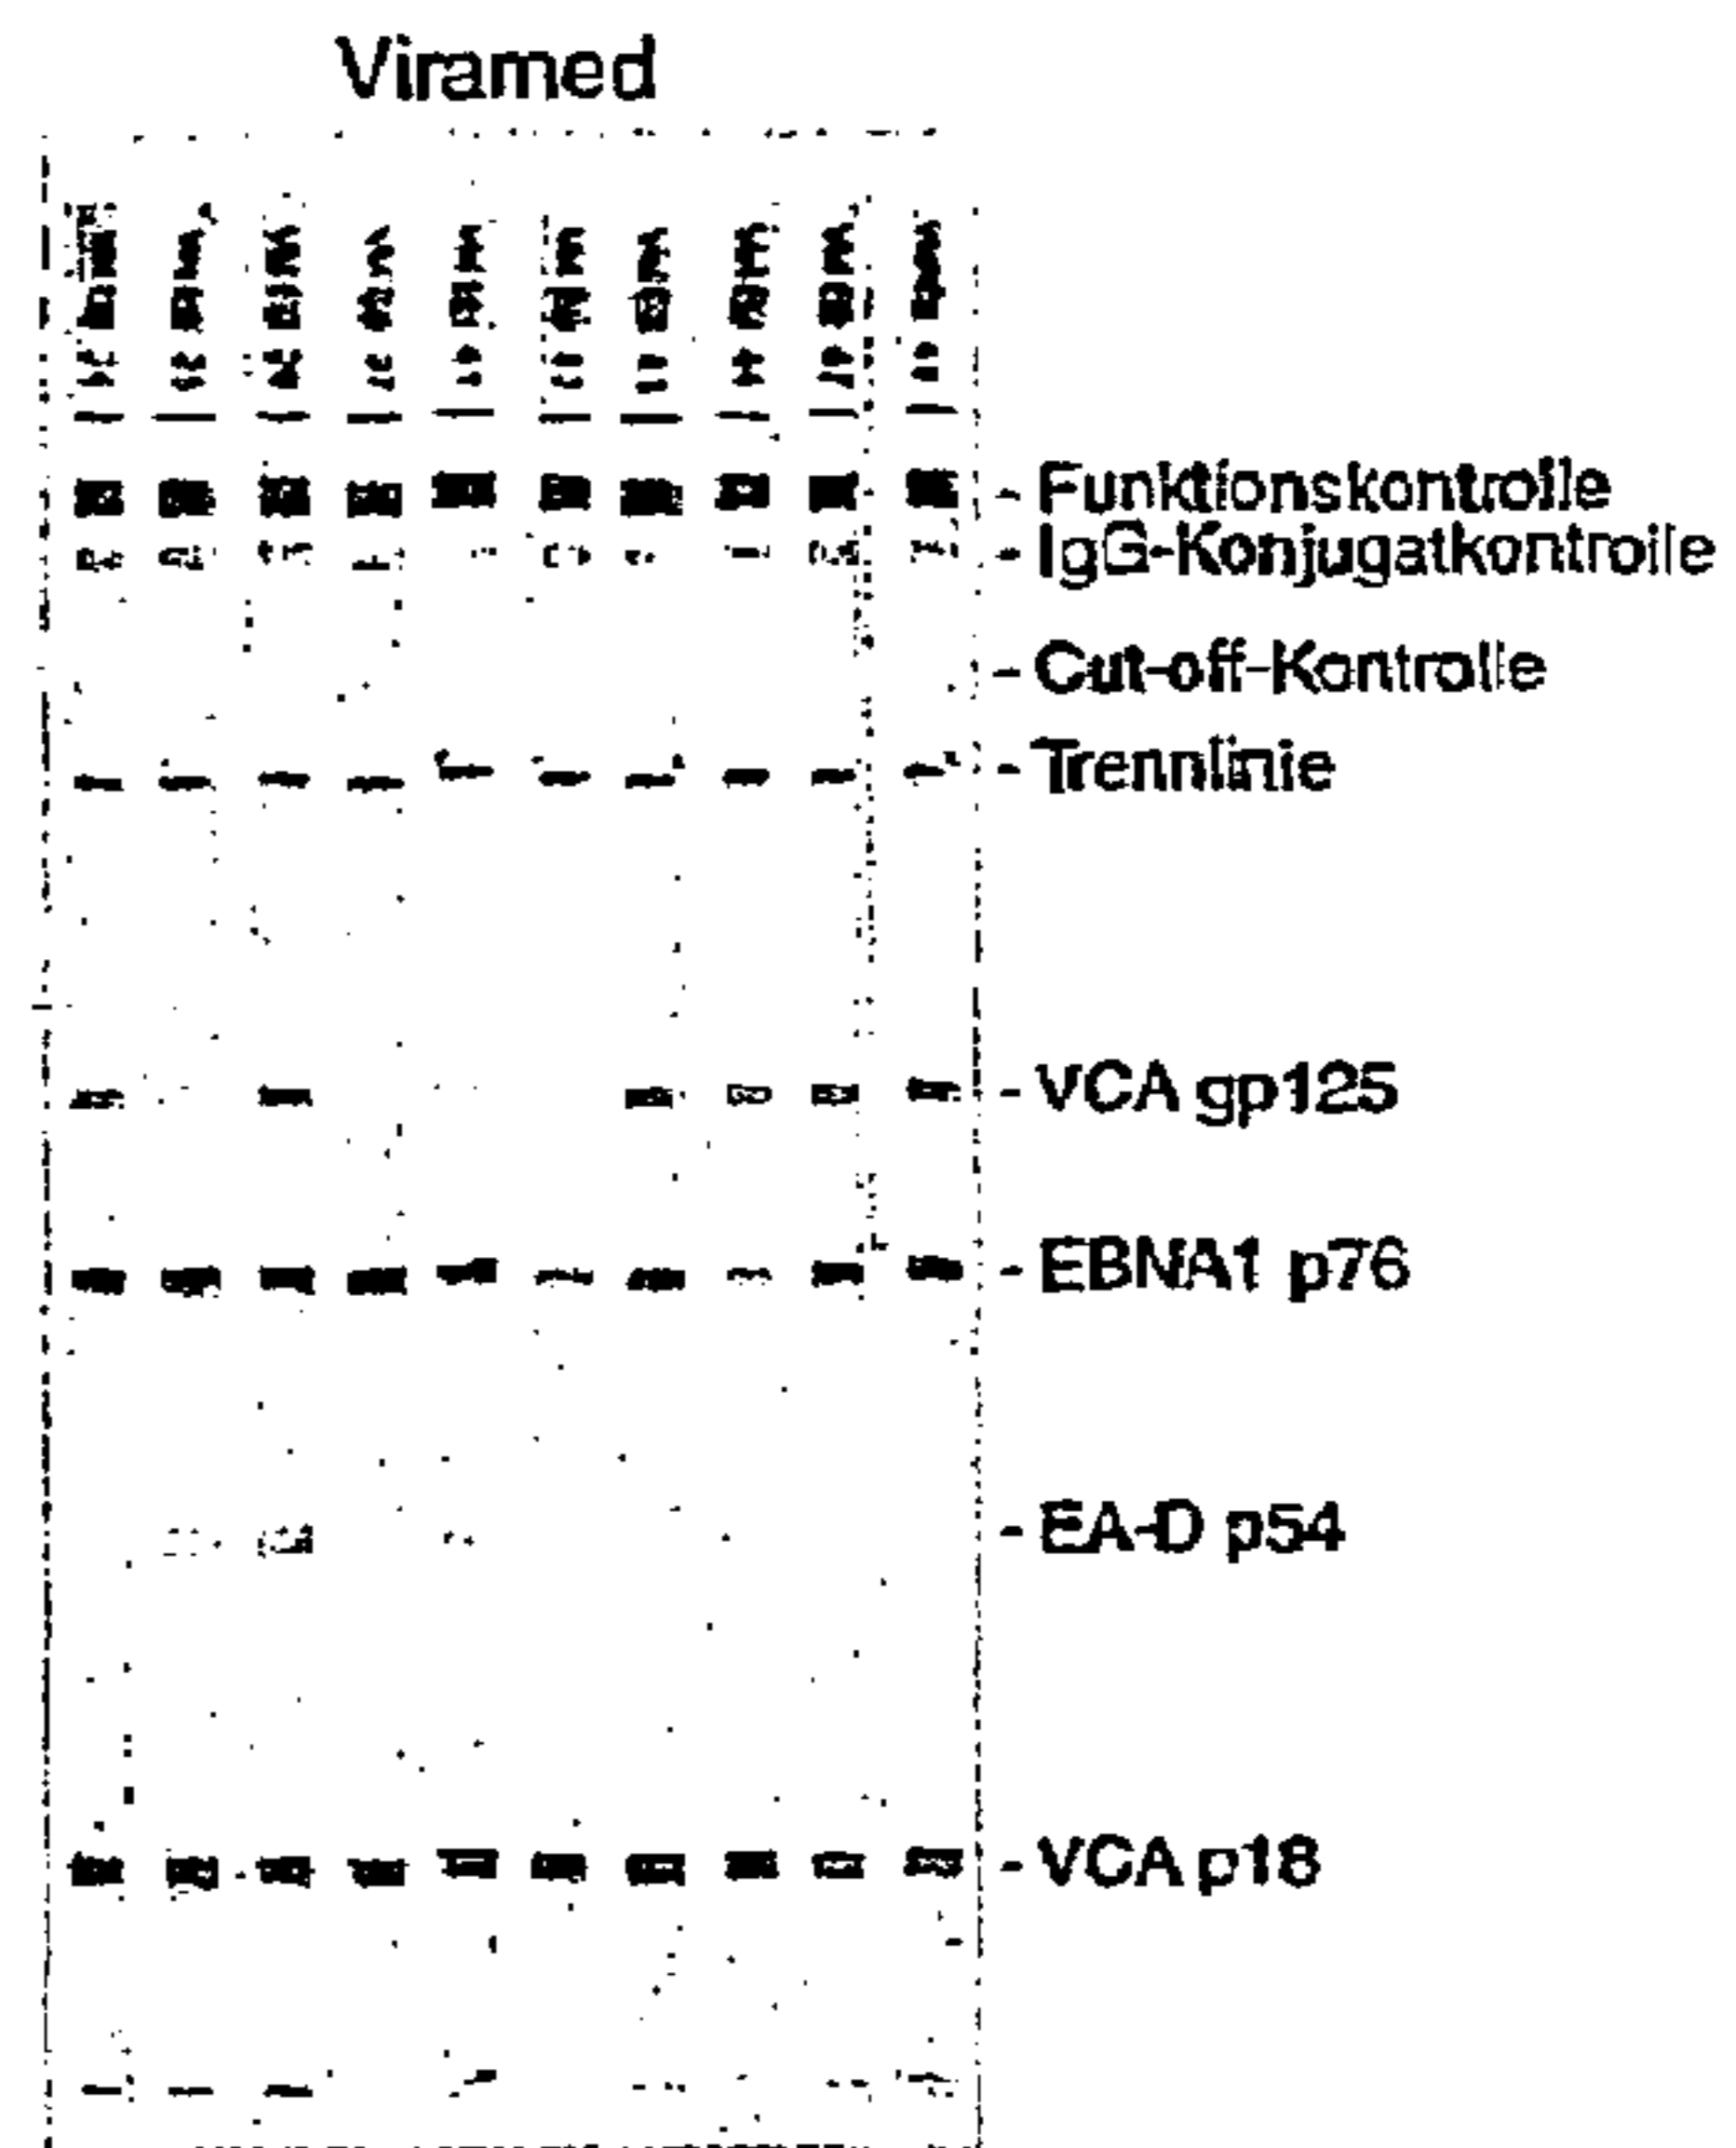 Viramed
- Funktionskontrolle
- IgG-Konjugatkontrolle
- Cut-off-Kontrolle
- Trennlinie
- VCA gp125
- EBNA1 p76
- EA-D p54
- VCA p18